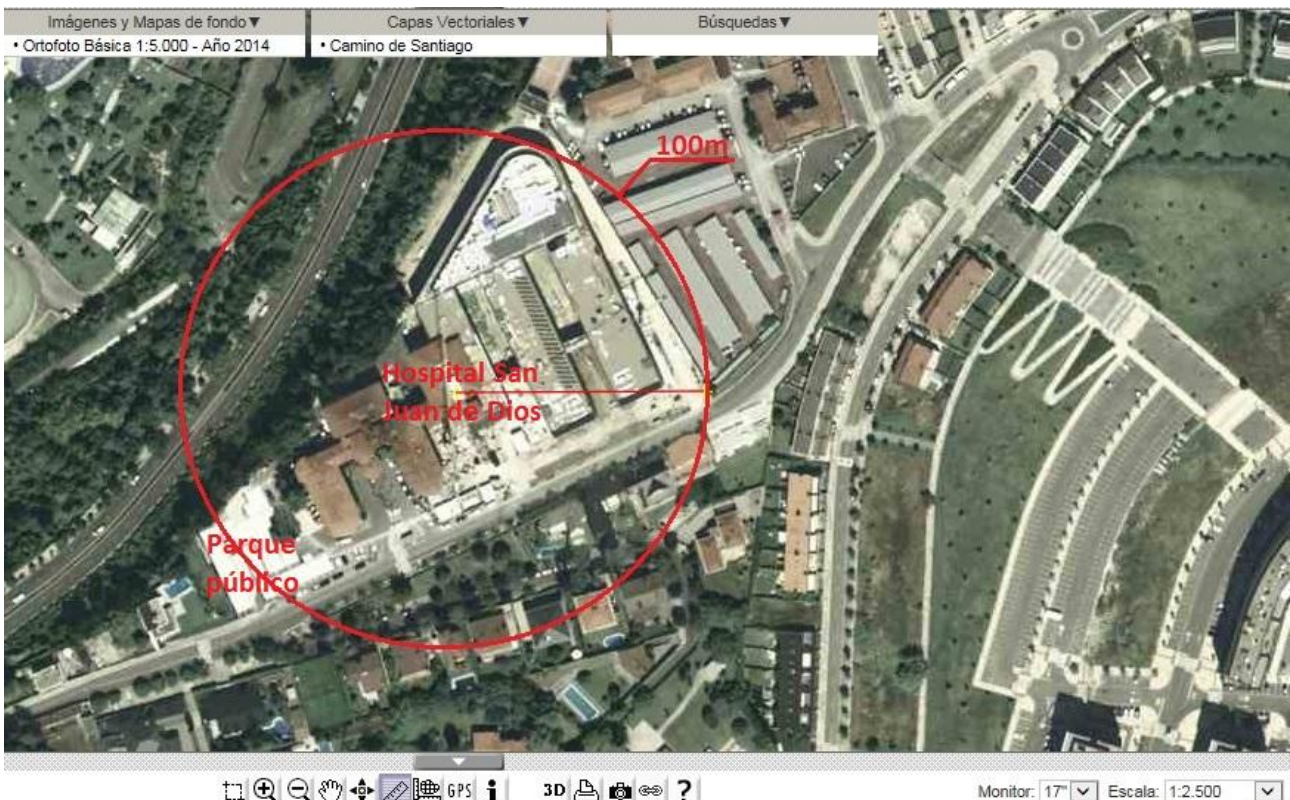 Imágenes y Mapas de fondo▼ Capas Vectoriales▼ Búsquedas▼
• Ortofoto Básica 1:5.000 - Año 2014 • Camino de Santiago
100m
Hospital San
Juan de Dios
Parque
público
GPS i 3D ? Monitor: 17" Escala: 1:2.500